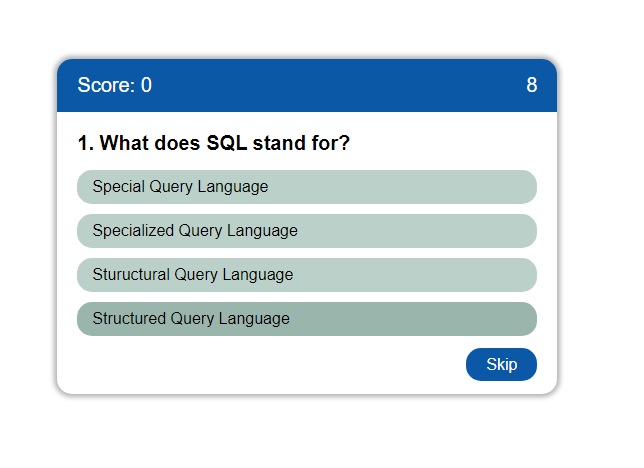 Score: 0 8
1. What does SQL stand for?
Special Query Language
Specialized Query Language
Stuructural Query Language
Structured Query Language
Skip